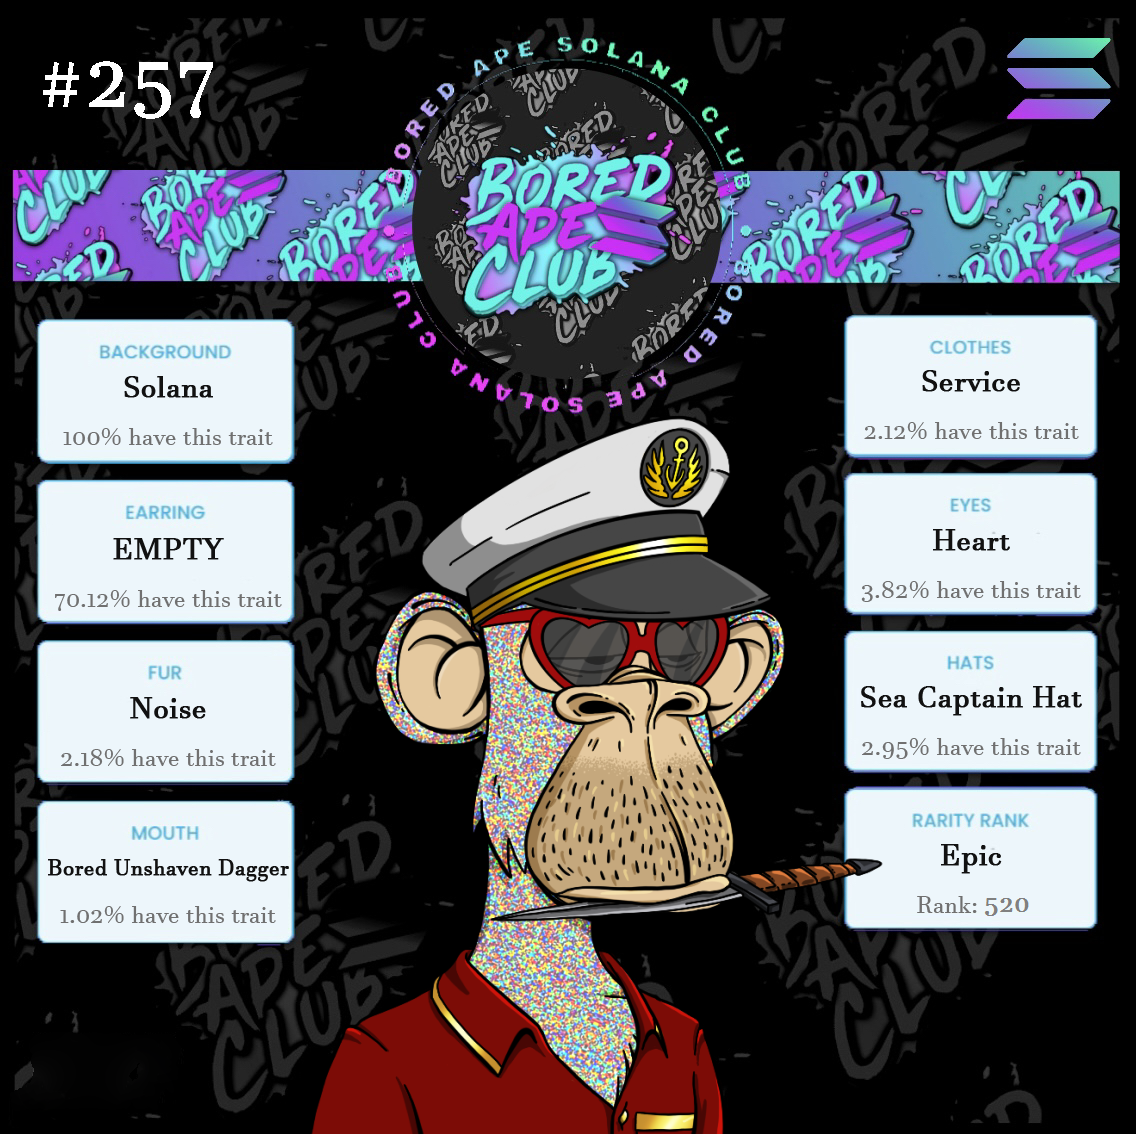 #257
BORED APE SOLANA CLUB
BORED APE SOLANA CLUB
BORED
APE
CLUB
BACKGROUND
Solana
100% have this trait
EARRING
EMPTY
70.12% have this trait
FUR
Noise
2.18% have this trait
MOUTH
Bored Unshaven Dagger
1.02% have this trait
CLOTHES
Service
2.12% have this trait
EYES
Heart
3.82% have this trait
HATS
Sea Captain Hat
2.95% have this trait
RARITY RANK
Epic
Rank: 520